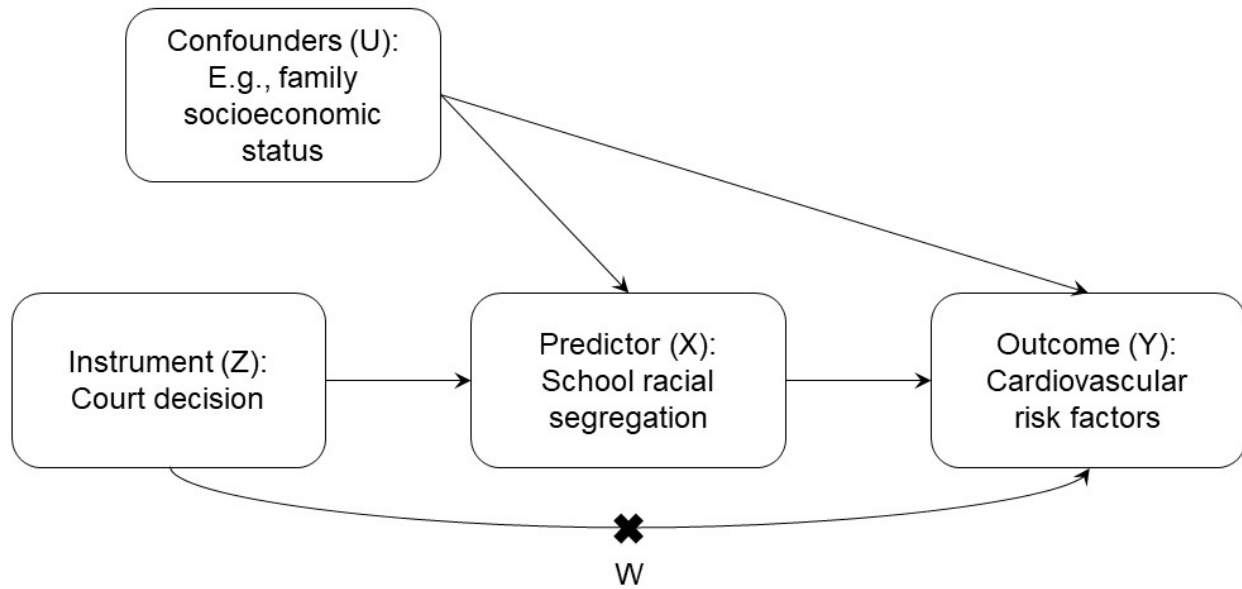 Confounders (U):
E.g., family
socioeconomic
status
Instrument (Z):
Court decision
Predictor (X):
School racial
segregation
Outcome (Y):
Cardiovascular
risk factors
W